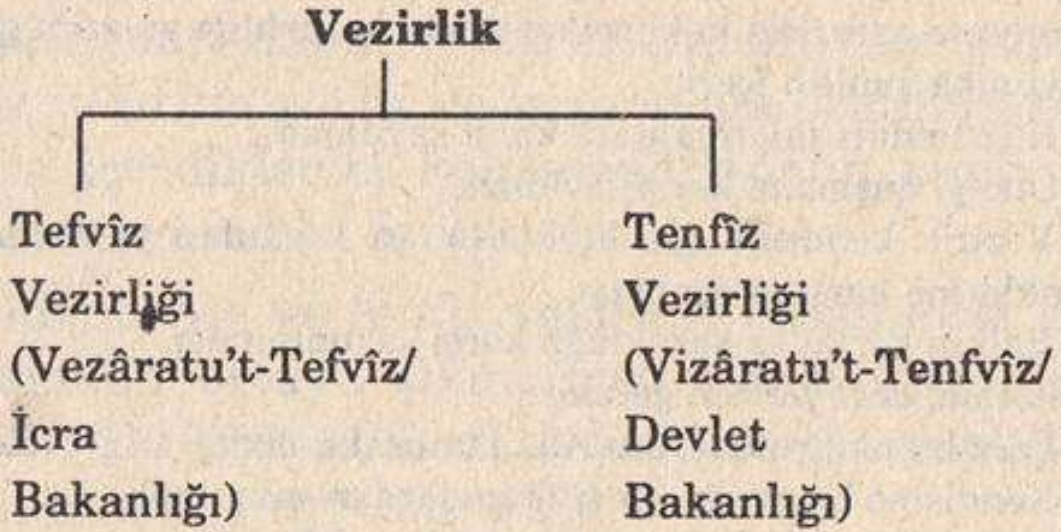 Vezirlik
Tefvîz
Vezirliği
(Vezâratu't-Tefvîz/
İcra
Bakanlığı)
Tenfîz
Vezirliği
(Vizâratu't-Tenfvîz/
Devlet
Bakanlığı)